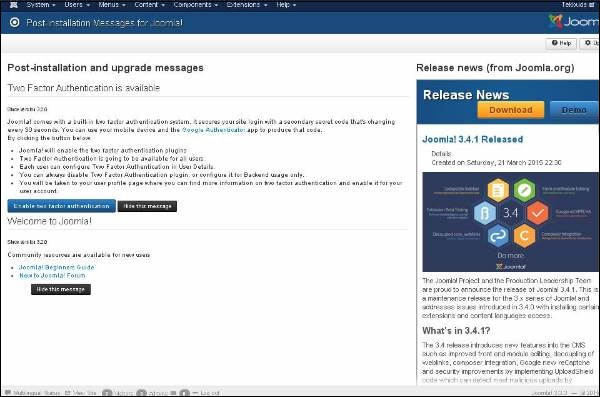 System Users Menus Content Components Extensions Help Teklouds
Post-installation Messages for Joomla!
Help
Post-installation and upgrade messages
Two Factor Authentication is available
Since version 3.2.0
Joomla! comes with a built-in two factor authentication system. It secures your site login with a secondary secret code that's changing
every 30 seconds. You can use your mobile device and the Google Authenticator app to produce that code.
By clicking the button below:
Joomla! will enable the two factor authentication plugins
Two Factor Authentication is going to be available for all users.
Each user can configure Two Factor Authentication in User Details.
You can always disable Two Factor Authentication plugin, or configure it for Backend usage only.
You will be taken to your user profile page where you can find more information on two factor authentication and enable it for your
user account.
Enable two factor authentication Hide this message
Welcome to Joomla!
Since version 3.2.0
Community resources are available for new users
Joomla! Beginners Guide
New to Joomla! Forum
Hide this message
Release news (from Joomla.org)
Release News
Download Demo
Joomla! 3.4.1 Released
Details
Created on Saturday, 21 March 2015 22:30
3.4
Do more.
Joomla!
The Joomla! Project and the Production Leadership Team
are proud to announce the release of Joomla! 3.4.1. This is
a maintenance release for the 3.x series of Joomla! and
addresses issues introduced in 3.4.0 with installing certain
extensions and content languages access.
What's in 3.4.1?
The 3.4 release introduces new features into the CMS
such as improved front end module editing, decoupling of
weblinks, composer integration, Google new reCaptcha
and security improvements by implementing UploadShield
code which can detect most malicious uploads by
Multilingual Status View Site Visitors Log out